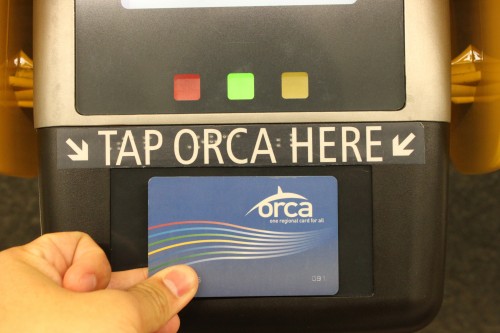 TAP ORCA HERE
orca
one regional card for all